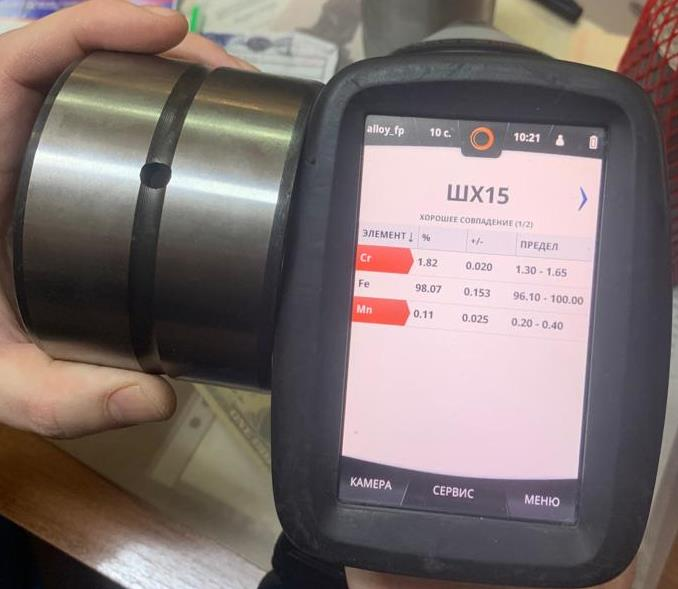 alloy_fp 10 с. 10:21
ШХ15
ХОРОШЕЕ СОВПАДЕНИЕ (1/2)
ЭЛЕМЕНТ↓ % +/- ПРЕДЕЛ
Cr 1.82 0.020 1.30 - 1.65
Fe 98.07 0.153 96.10 - 100.00
Mn 0.11 0.025 0.20 - 0.40
КАМЕРА СЕРВИС МЕНЮ